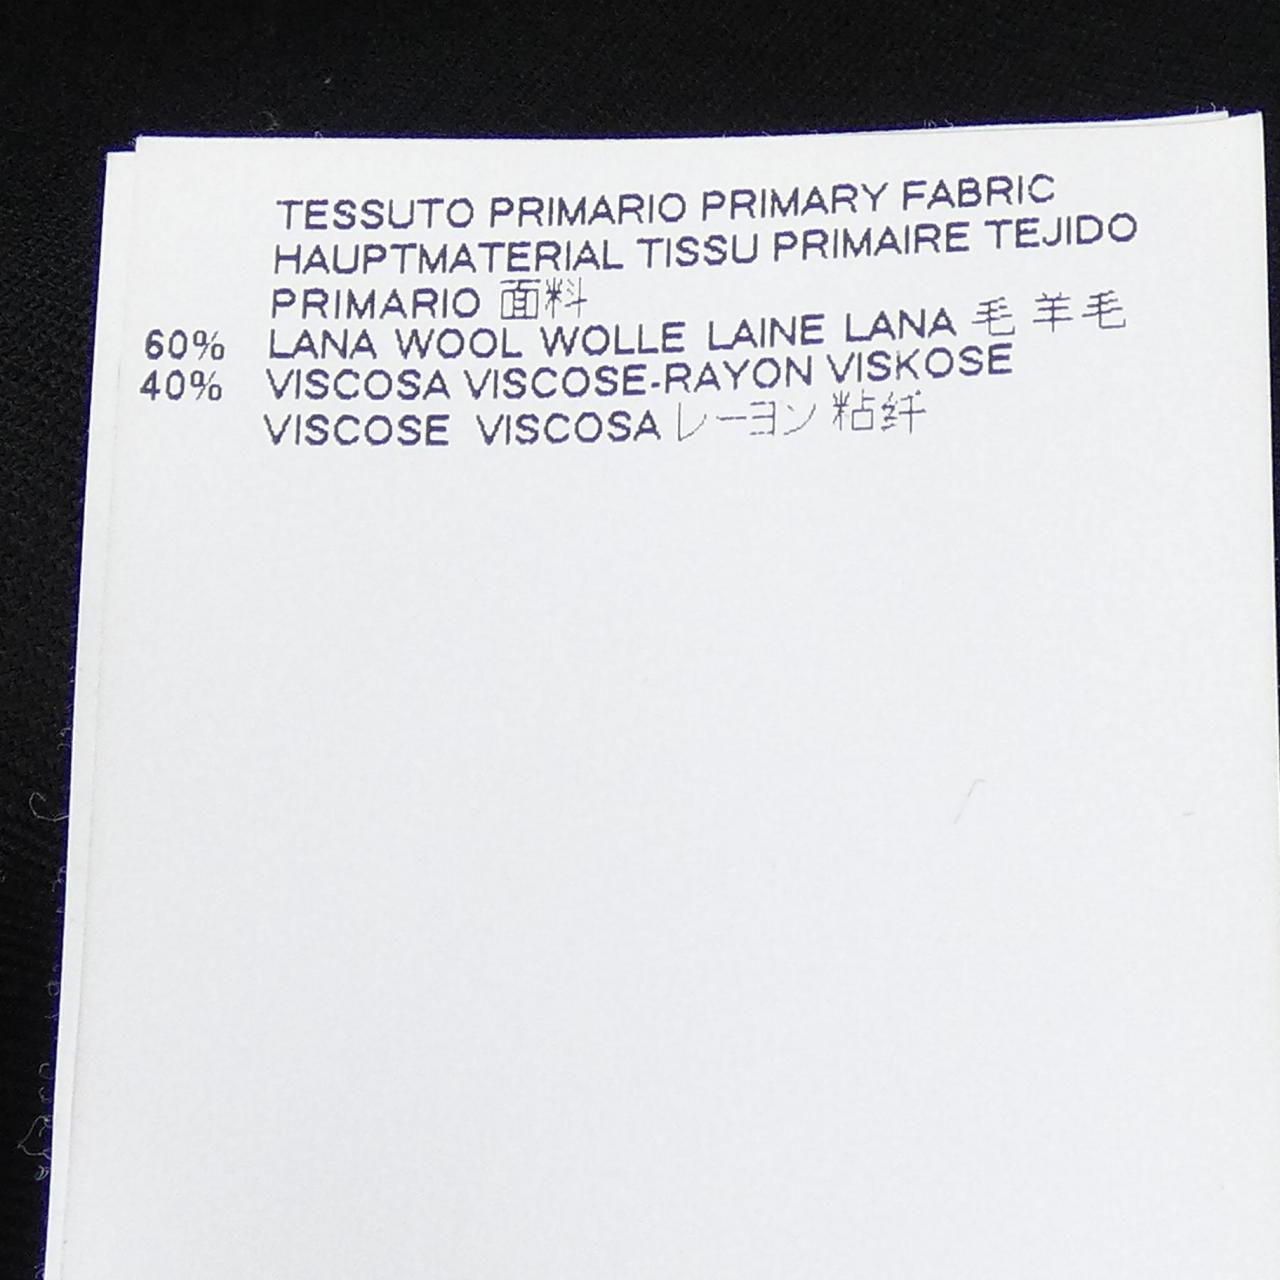 TESSUTO PRIMARIO PRIMARY FABRIC
HAUPTMATERIAL TISSU PRIMAIRE TEJIDO
PRIMARIO 面料
60% LANA WOOL WOLLE LAINE LANA 毛 羊毛
40% VISCOSA VISCOSE-RAYON VISKOSE
VISCOSE VISCOSA レーヨン 粘纤